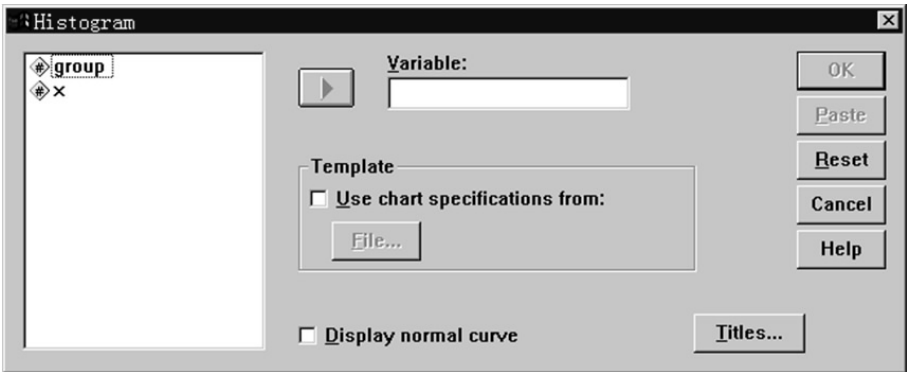 Histogram
group
x
Variable:
OK
Paste
Reset
Cancel
Help
Template
Use chart specifications from:
File...
Display normal curve
Titles...